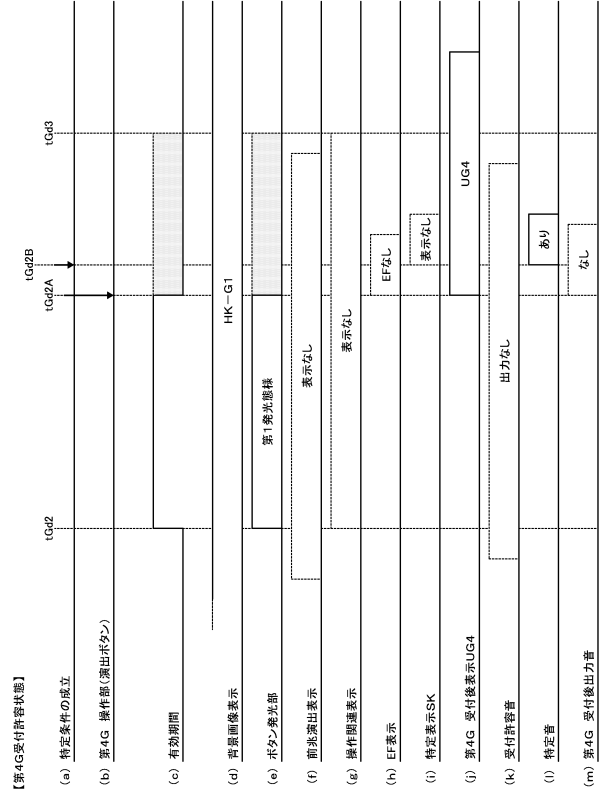 【第4G受付許容状態】
tGd2
tGd2A
tGd2B
tGd3
(a) 特定条件の成立
(b) 第4G 操作部(演出ボタン)
(c) 有効期間
(d) 背景画像表示
HK-G1
(e) ボタン発光部
第1発光態様
(f) 前兆演出表示
表示なし
(g) 操作関連表示
表示なし
(h) EF表示
EFなし
(i) 特定表示SK
表示なし
(j) 第4G 受付後表示UG4
UG4
(k) 受付許容音
出力なし
(l) 特定音
あり
(m) 第4G 受付後出力音
なし